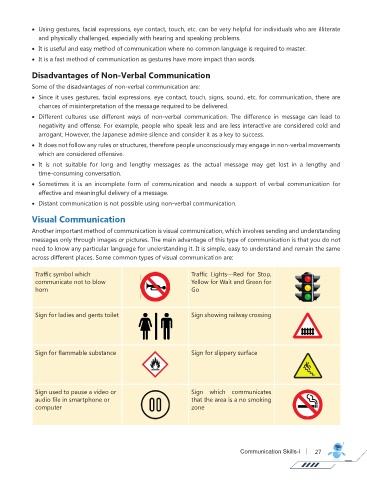 • Using gestures, facial expressions, eye contact, touch, etc. can be very helpful for individuals who are illiterate
and physically challenged, especially with hearing and speaking problems.
• It is useful and easy method of communication where no common language is required to master.
• It is a fast method of communication as gestures have more impact than words.
Disadvantages of Non-Verbal Communication
Some of the disadvantages of non-verbal communication are:
• Since it uses gestures, facial expressions, eye contact, touch, signs, sound, etc. for communication, there are
chances of misinterpretation of the message required to be delivered.
• Different cultures use different ways of non-verbal communication. The difference in message can lead to
negativity and offense. For example, people who speak less and are less interactive are considered cold and
arrogant. However, the Japanese admire silence and consider it as a key to success.
• It does not follow any rules or structures, therefore people unconsciously may engage in non-verbal movements
which are considered offensive.
• It is not suitable for long and lengthy messages as the actual message may get lost in a lengthy and
time-consuming conversation.
• Sometimes it is an incomplete form of communication and needs a support of verbal communication for
effective and meaningful delivery of a message.
• Distant communication is not possible using non-verbal communication.
Visual Communication
Another important method of communication is visual communication, which involves sending and understanding
messages only through images or pictures. The main advantage of this type of communication is that you do not
need to know any particular language for understanding it. It is simple, easy to understand and remain the same
across different places. Some common types of visual communication are:
Traffic symbol which
communicate not to blow
horn
Traffic Lights—Red for Stop,
Yellow for Wait and Green for
Go
Sign for ladies and gents toilet
Sign showing railway crossing
Sign for flammable substance
Sign for slippery surface
Sign used to pause a video or
audio file in smartphone or
computer
Sign which communicates
that the area is a no smoking
zone
Communication Skills-I | 27